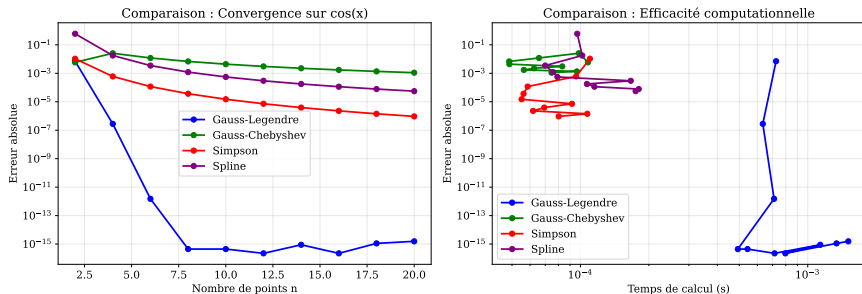 Comparaison : Convergence sur cos(x)
Erreur absolue
10⁻¹
10⁻³
10⁻⁵
10⁻⁷
10⁻⁹
10⁻¹¹
10⁻¹³
10⁻¹⁵
Gauss-Legendre
Gauss-Chebyshev
Simpson
Spline
2.5 5.0 7.5 10.0 12.5 15.0 17.5 20.0
Nombre de points n
Comparaison : Efficacité computationnelle
Erreur absolue
10⁻¹
10⁻³
10⁻⁵
10⁻⁷
10⁻⁹
10⁻¹¹
10⁻¹³
10⁻¹⁵
Gauss-Legendre
Gauss-Chebyshev
Simpson
Spline
10⁻⁴ 10⁻³
Temps de calcul (s)